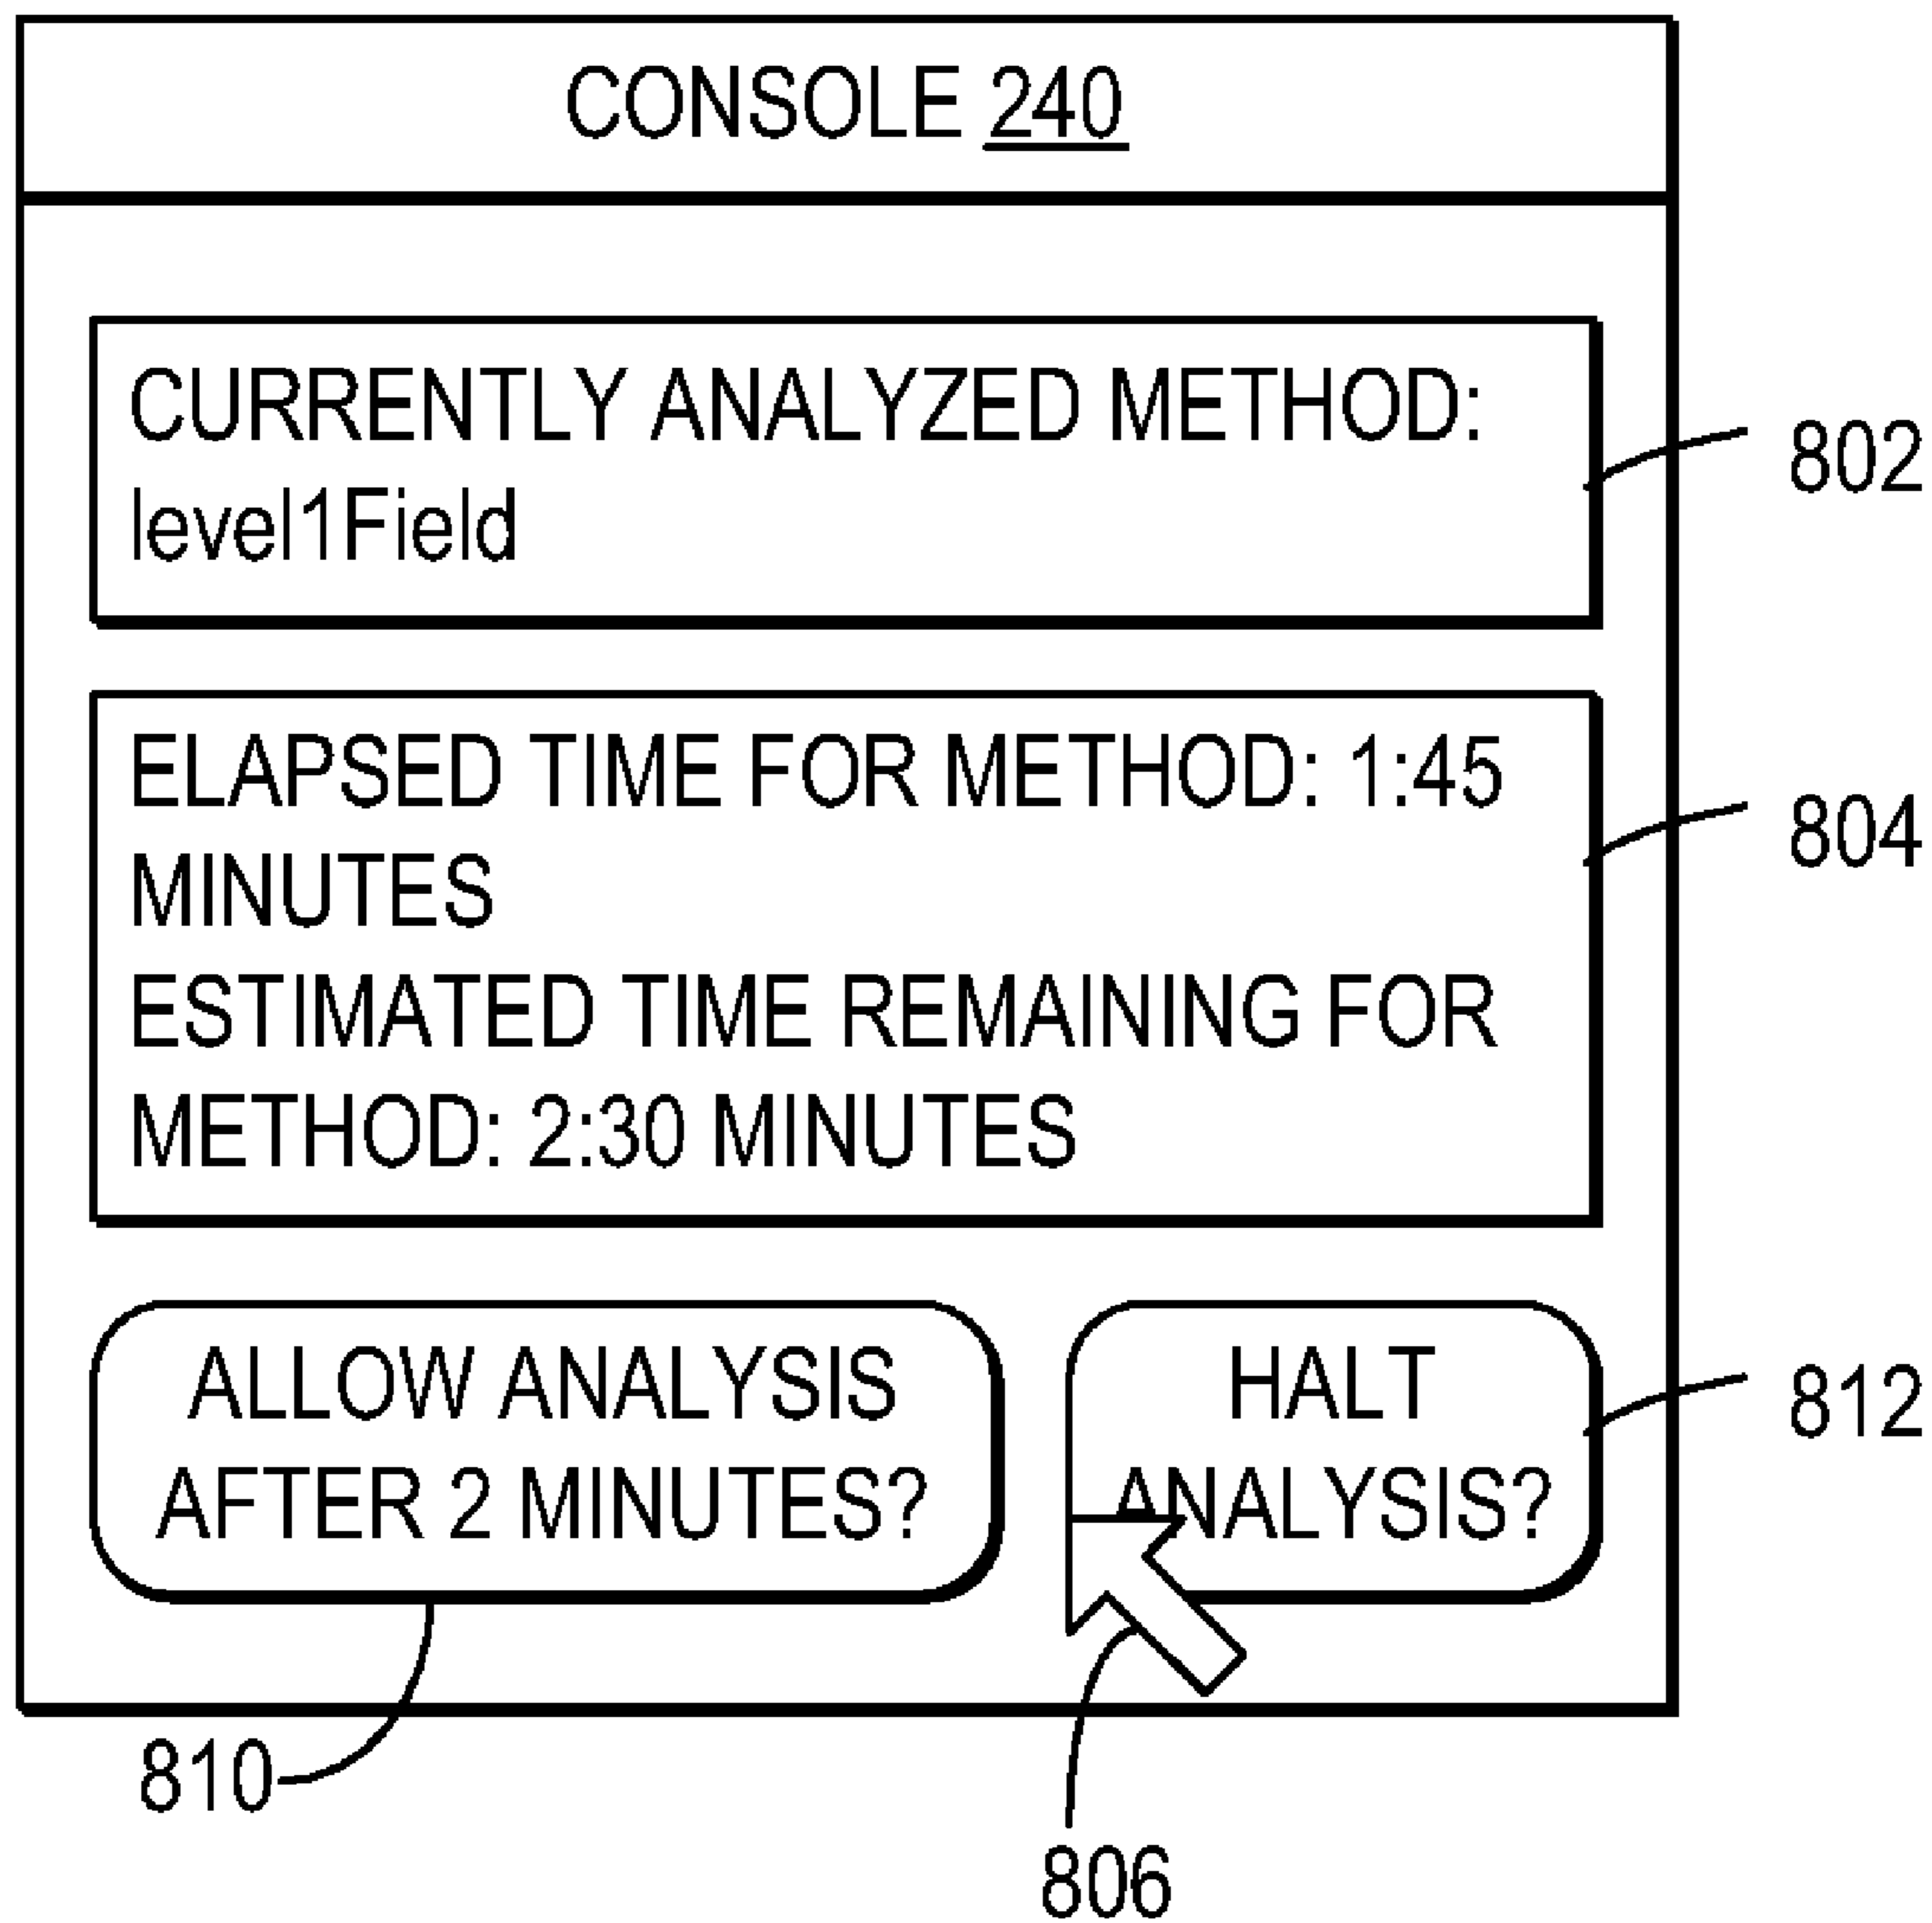 CONSOLE 240
CURRENTLY ANALYZED METHOD:
level1Field
802
ELAPSED TIME FOR METHOD: 1:45
MINUTES
ESTIMATED TIME REMAINING FOR
METHOD: 2:30 MINUTES
804
ALLOW ANALYSIS
AFTER 2 MINUTES?
HALT
ANALYSIS?
812
810
806